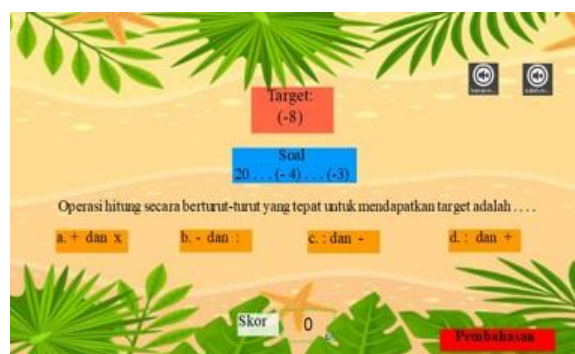 Target:
(-8)
Soal
20 . . . (- 4) . . . (-3)
Operasi hitung secara berturut-turut yang tepat untuk mendapatkan target adalah . . . .
a. + dan x
b. - dan :
c. : dan -
d. : dan +
Skor
0
Pembahasan